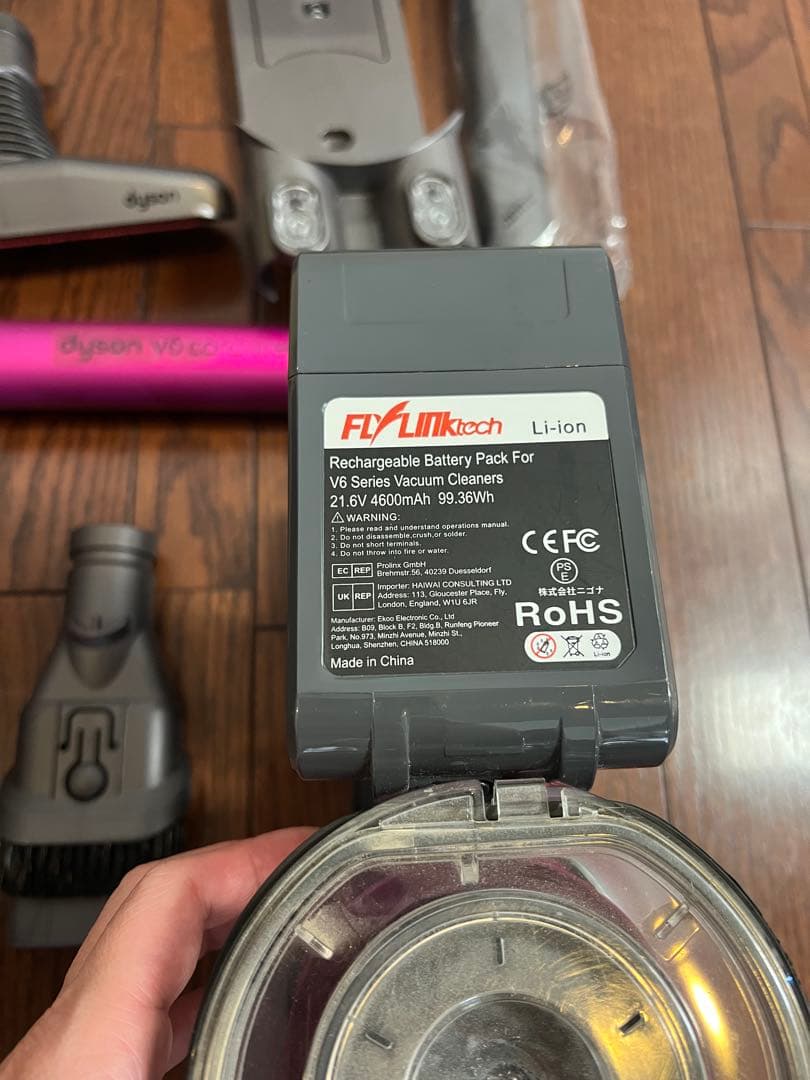 dyson
dyson V6
FLYLINKtech
Li-ion
Rechargeable Battery Pack For
V6 Series Vacuum Cleaners
21.6V 4600mAh 99.36Wh
⚠ WARNING:
1. Please read and understand operations manual.
2. Do not disassemble,crush,or solder.
3. Do not short terminals.
4. Do not throw into fire or water.
CE FC
EC REP
Prolinx GmbH
Brehmstr.56, 40239 Duesseldorf
PS
E
株式会社ニゴナ
UK REP
Importer: HAIWAI CONSULTING LTD
Address: 113, Gloucester Place, Fly.
London, England, W1U 6JR
RoHS
Manufacturer: Ekoo Electronic Co., Ltd
Address: B09, Block B, F2, Bldg.B, Runfeng Pioneer
Park, No.973, Minzhi Avenue, Minzhi St.,
Longhua, Shenzhen, CHINA 518000
Li-ion
Made in China